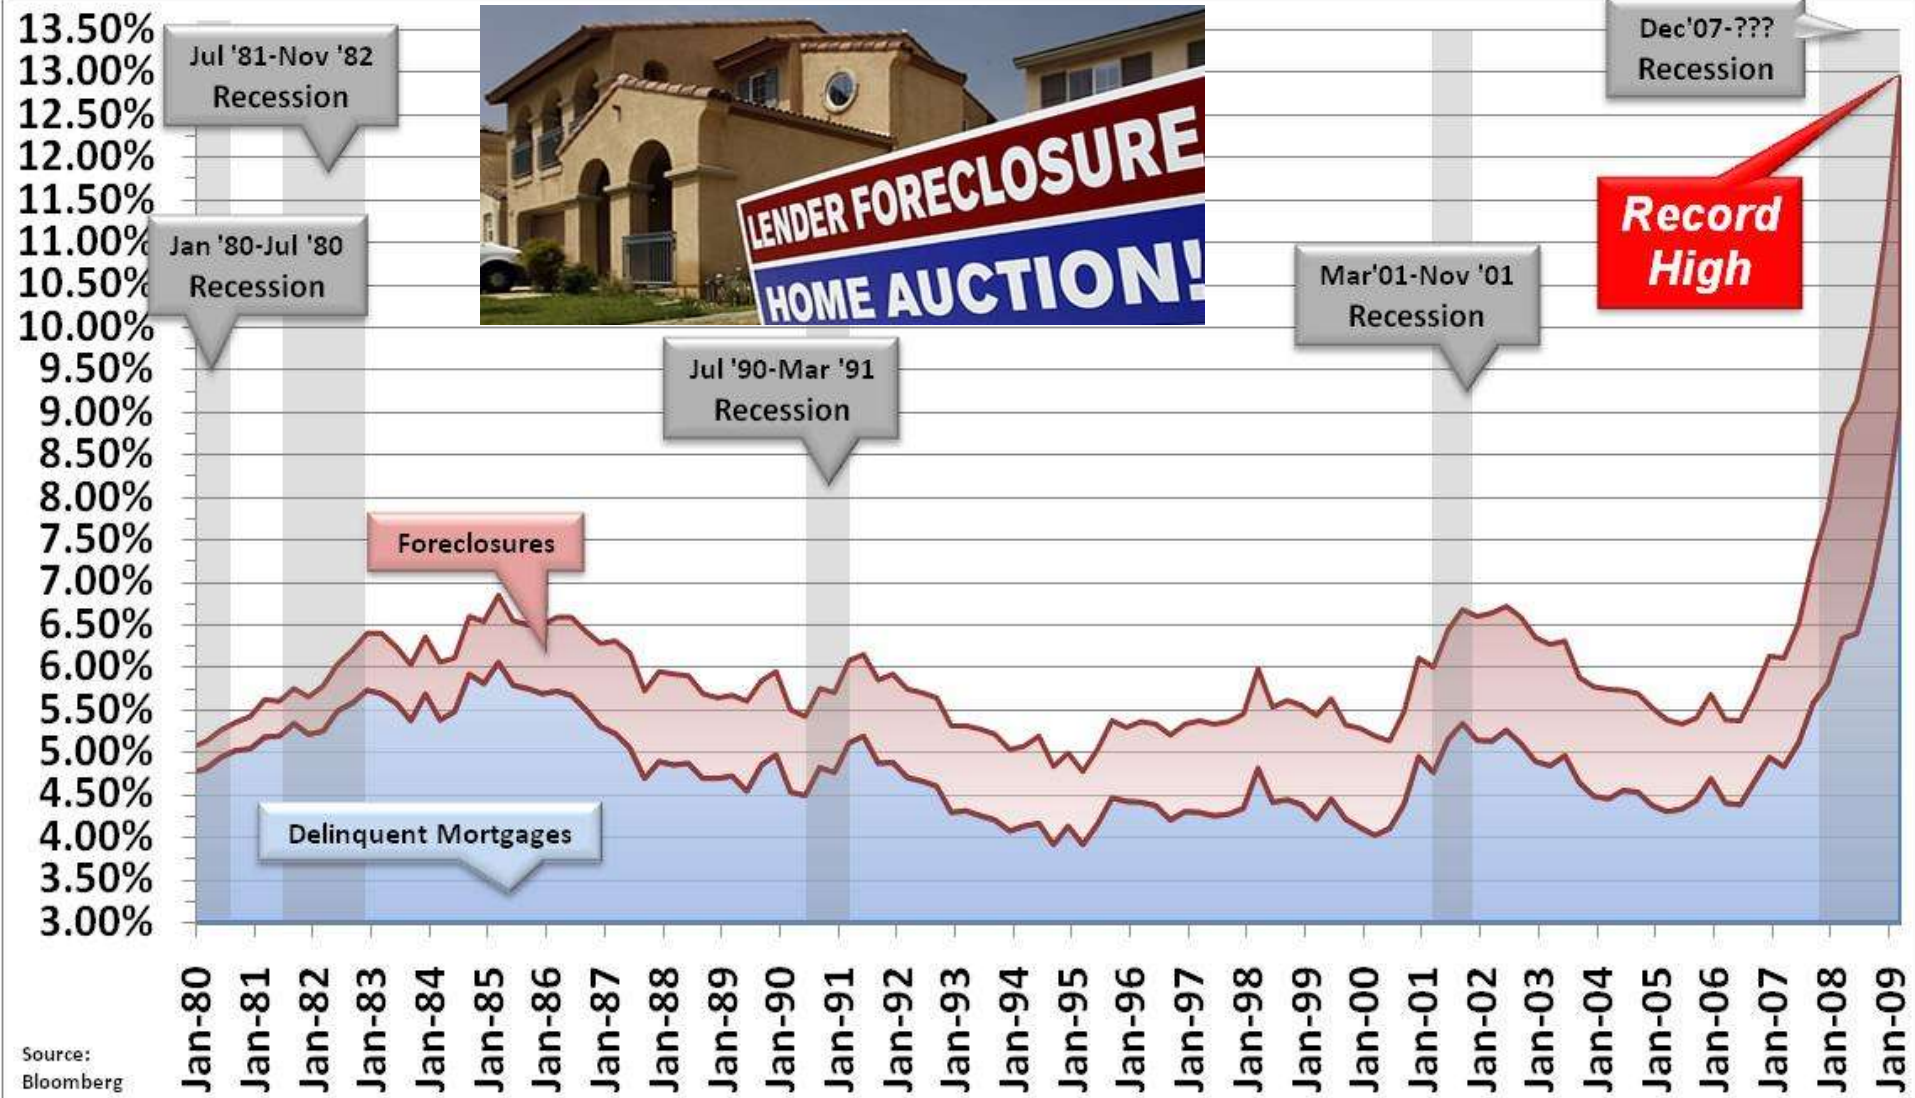 13.50%
13.00%
12.50%
12.00%
11.50%
11.00%
10.50%
10.00%
9.50%
9.00%
8.50%
8.00%
7.50%
7.00%
6.50%
6.00%
5.50%
5.00%
4.50%
4.00%
3.50%
3.00%
Jul '81-Nov '82
Recession
Jan '80-Jul '80
Recession
LENDER FORECLOSURE
HOME AUCTION!
Jul '90-Mar '91
Recession
Mar'01-Nov '01
Recession
Dec'07-???
Recession
Record
High
Foreclosures
Delinquent Mortgages
Jan-80
Jan-81
Jan-82
Jan-83
Jan-84
Jan-85
Jan-86
Jan-87
Jan-88
Jan-89
Jan-90
Jan-91
Jan-92
Jan-93
Jan-94
Jan-95
Jan-96
Jan-97
Jan-98
Jan-99
Jan-00
Jan-01
Jan-02
Jan-03
Jan-04
Jan-05
Jan-06
Jan-07
Jan-08
Jan-09
Source:
Bloomberg